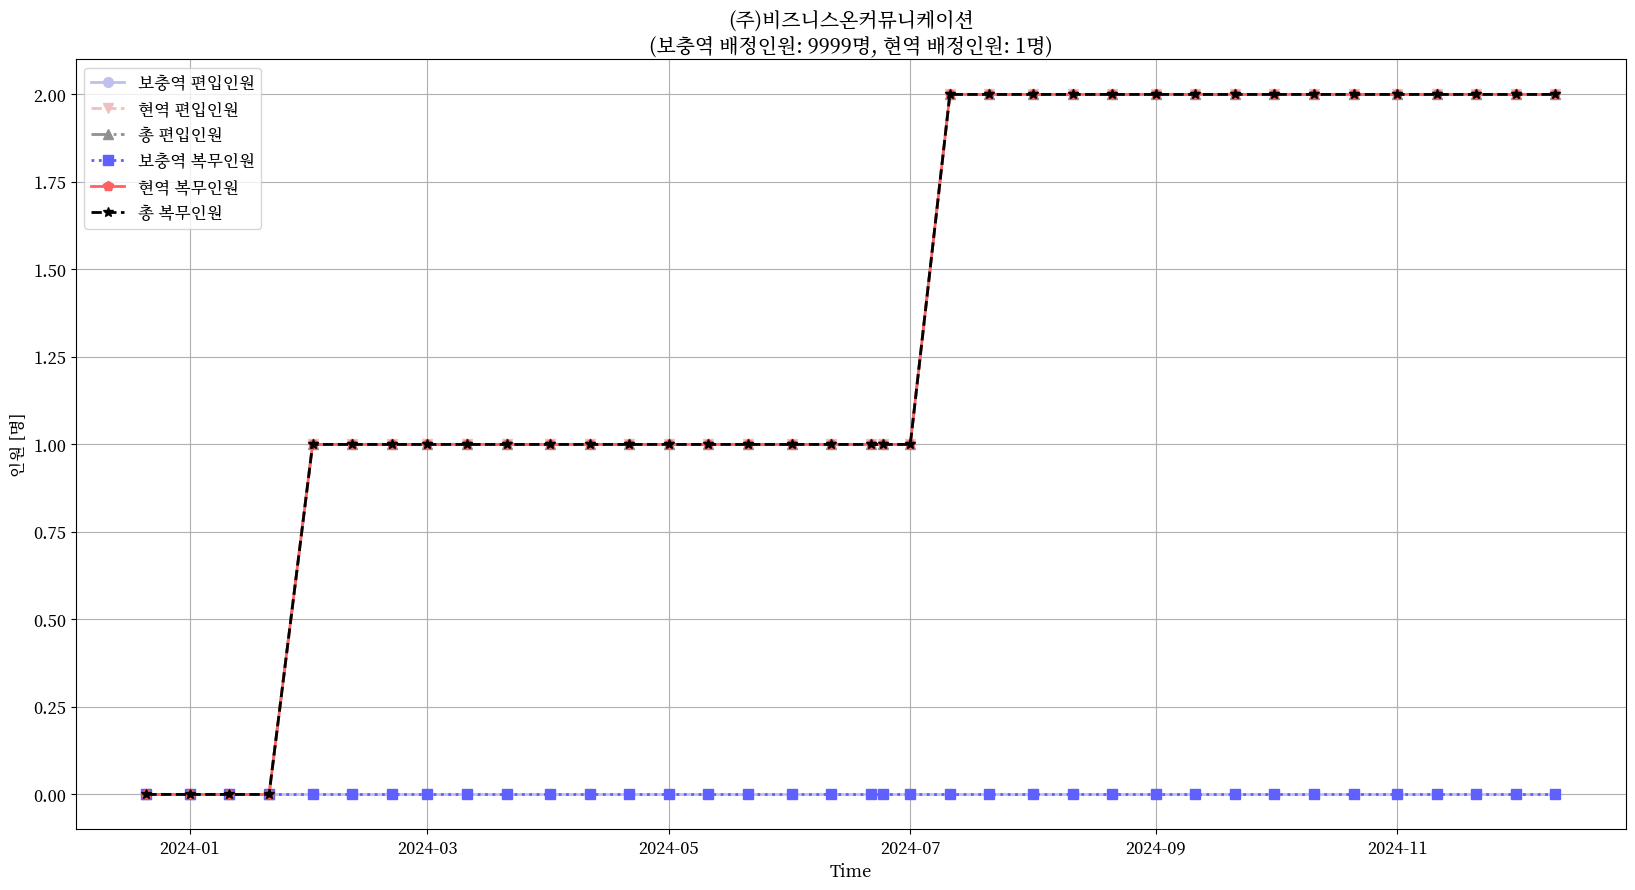 (주)비즈니스온커뮤니케이션
(보충역 배정인원: 9999명, 현역 배정인원: 1명)
보충역 편입인원
현역 편입인원
총 편입인원
보충역 복무인원
현역 복무인원
총 복무인원
2.00
1.75
1.50
1.25
1.00
0.75
0.50
0.25
0.00
인원 [명]
2024-01 2024-03 2024-05 2024-07 2024-09 2024-11
Time